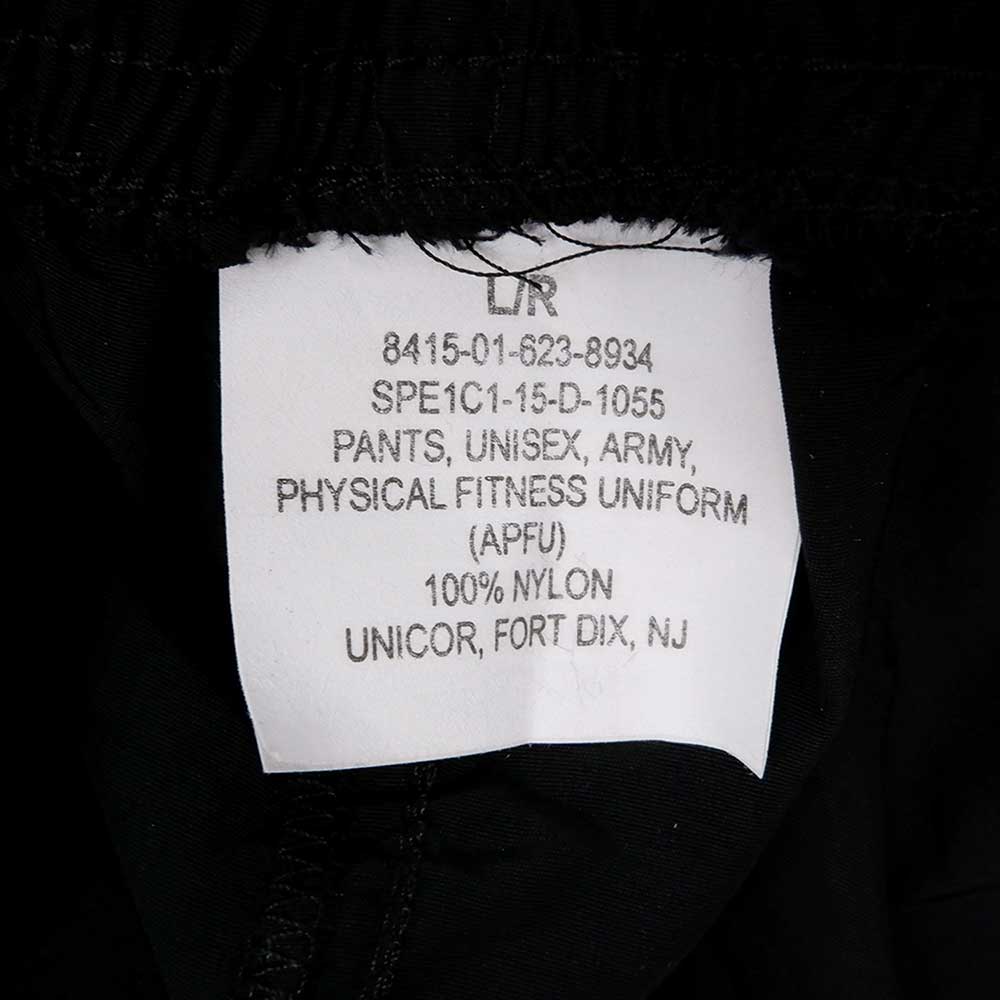 L/R
8415-01-623-8934
SPE1C1-15-D-1055
PANTS, UNISEX, ARMY,
PHYSICAL FITNESS UNIFORM
(APFU)
100% NYLON
UNICOR, FORT DIX, NJ